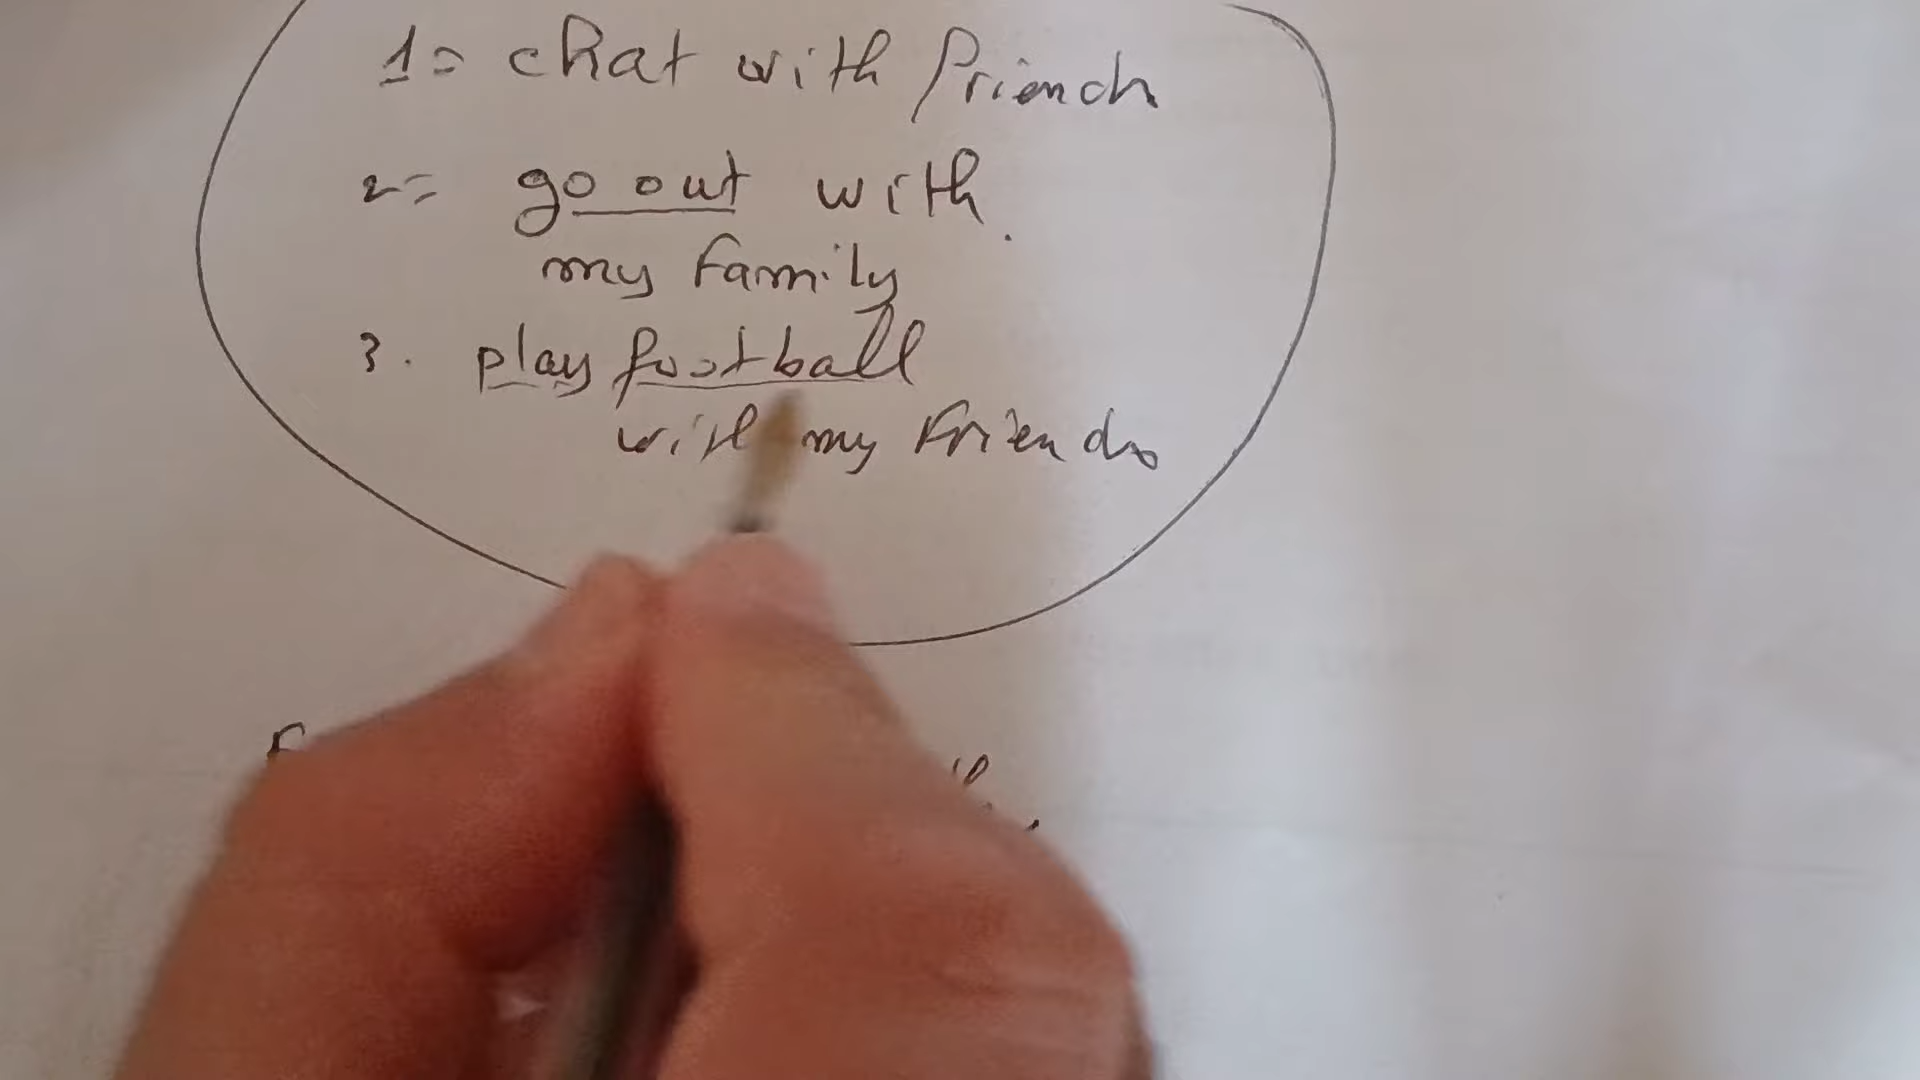 1= chat with friends
2= go out with
my family
3. play football
with my friends